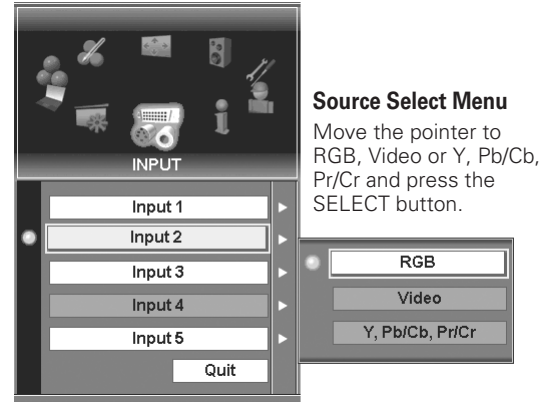 INPUT
Input 1
Input 2
Input 3
Input 4
Input 5
Quit
Source Select Menu
Move the pointer to
RGB, Video or Y, Pb/Cb,
Pr/Cr and press the
SELECT button.
RGB
Video
Y, Pb/Cb, Pr/Cr